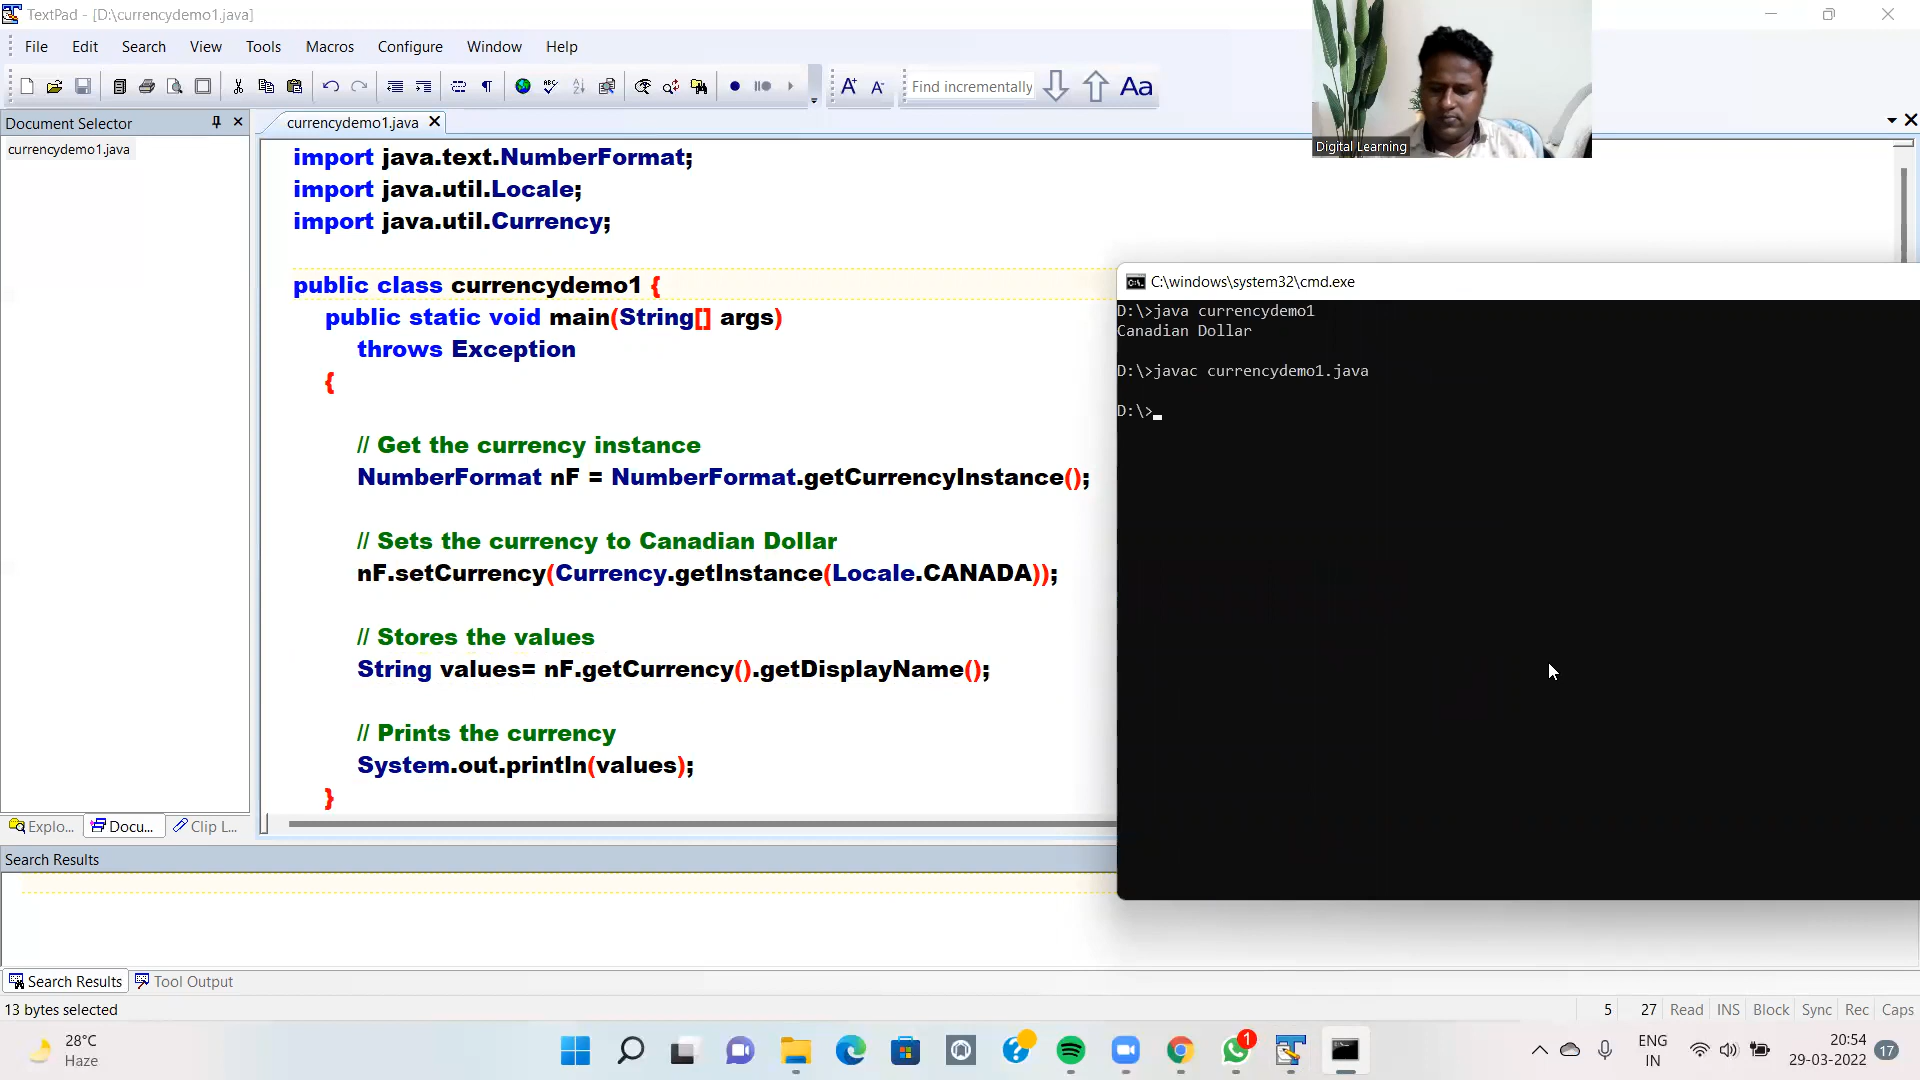 TextPad - [D:\currencydemo1.java]
File Edit Search View Tools Macros Configure Window Help
Find incrementally
Aa
Digital Learning
Document Selector
currencydemo1.java
currencydemo1.java
import java.text.NumberFormat;
import java.util.Locale;
import java.util.Currency;
public class currencydemo1 {
public static void main(String[] args)
throws Exception
{
// Get the currency instance
NumberFormat nF = NumberFormat.getCurrencyInstance();
// Sets the currency to Canadian Dollar
nF.setCurrency(Currency.getInstance(Locale.CANADA));
// Stores the values
String values= nF.getCurrency().getDisplayName();
// Prints the currency
System.out.println(values);
}
C:\windows\system32\cmd.exe
D:\>java currencydemo1
Canadian Dollar
D:\>javac currencydemo1.java
D:\>
Explo... Docu... Clip L...
Search Results
Search Results Tool Output
13 bytes selected
5 27 Read INS Block Sync Rec Caps
28°C
Haze
1
ENG
IN
20:54
29-03-2022
17